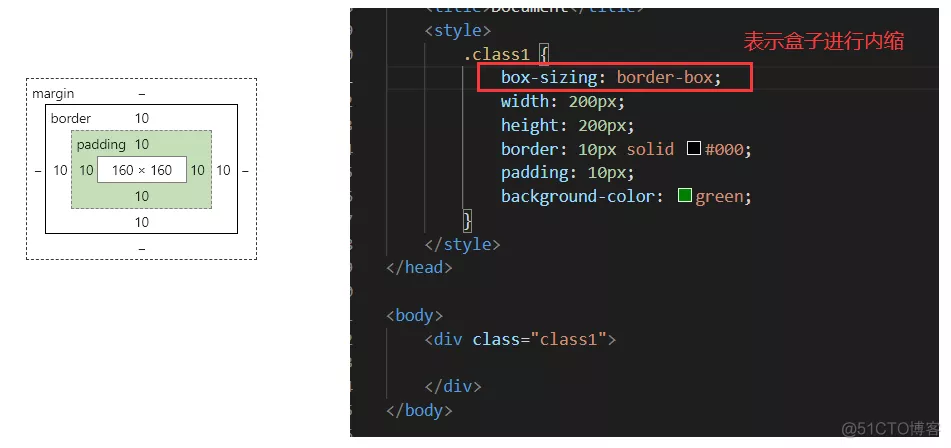 margin –
border 10
padding 10
– 10 10 160 × 160 10 10 –
10
10
–
<title>Document</title>
<style>
表示盒子进行内缩
.class1 {
box-sizing: border-box;
width: 200px;
height: 200px;
border: 10px solid #000;
padding: 10px;
background-color: green;
}
</style>
</head>
<body>
<div class="class1">
</div>
</body>
@51CTO博客